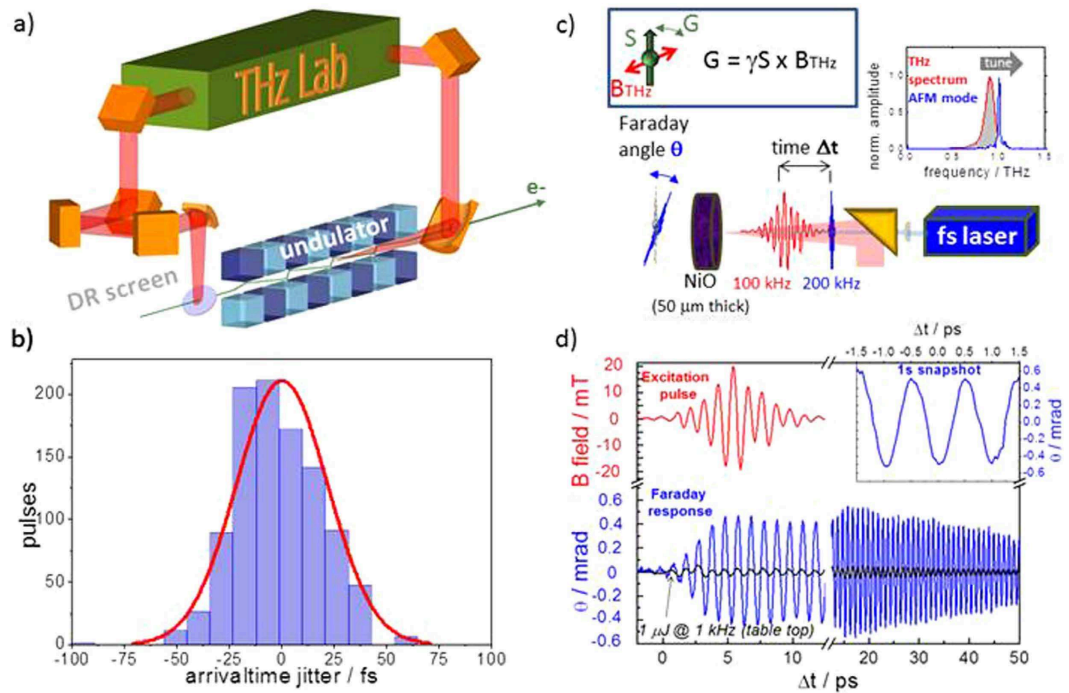 a)
THz Lab
e-
undulator
DR screen
b)
pulses
200
150
100
50
0
-100 -75 -50 -25 0 25 50 75 100
arrivaltime jitter / fs
c)
S
G
BTHz
G = γS x BTHz
THz
spectrum
AFM mode
tune
norm. amplitude
1.0
0.5
0.0
0.0 0.5 1.0 1.5
frequency / THz
Faraday
angle θ
time Δt
fs laser
NiO
(50 µm thick)
100 kHz
200 kHz
d)
Δt / ps
-1.5 -1.0 -0.5 0.0 0.5 1.0 1.5
1s snapshot
0.6
0.4
0.2
0.0
-0.2
-0.4
-0.6
θ / mrad
Excitation
pulse
20
10
0
-10
-20
B field / mT
Faraday
response
0.6
0.4
0.2
0
-0.2
-0.4
-0.6
θ / mrad
1 µJ @ 1 kHz (table top)
0 5 10 20 30 40 50
Δt / ps